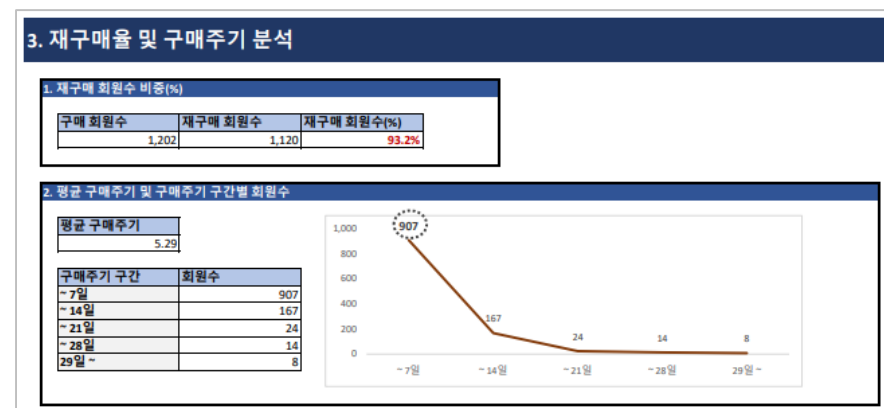 3. 재구매율 및 구매주기 분석
1. 재구매 회원수 비중(%)
구매 회원수 재구매 회원수 재구매 회원수(%)
1,202 1,120 93.2%
2. 평균 구매주기 및 구매주기 구간별 회원수
평균 구매주기
5.29
구매주기 구간 회원수
~ 7일 907
~ 14일 167
~ 21일 24
~ 28일 14
29일 ~ 8
1,000
800
600
400
200
0
907
167
24
14
8
~ 7일 ~ 14일 ~ 21일 ~ 28일 29일 ~